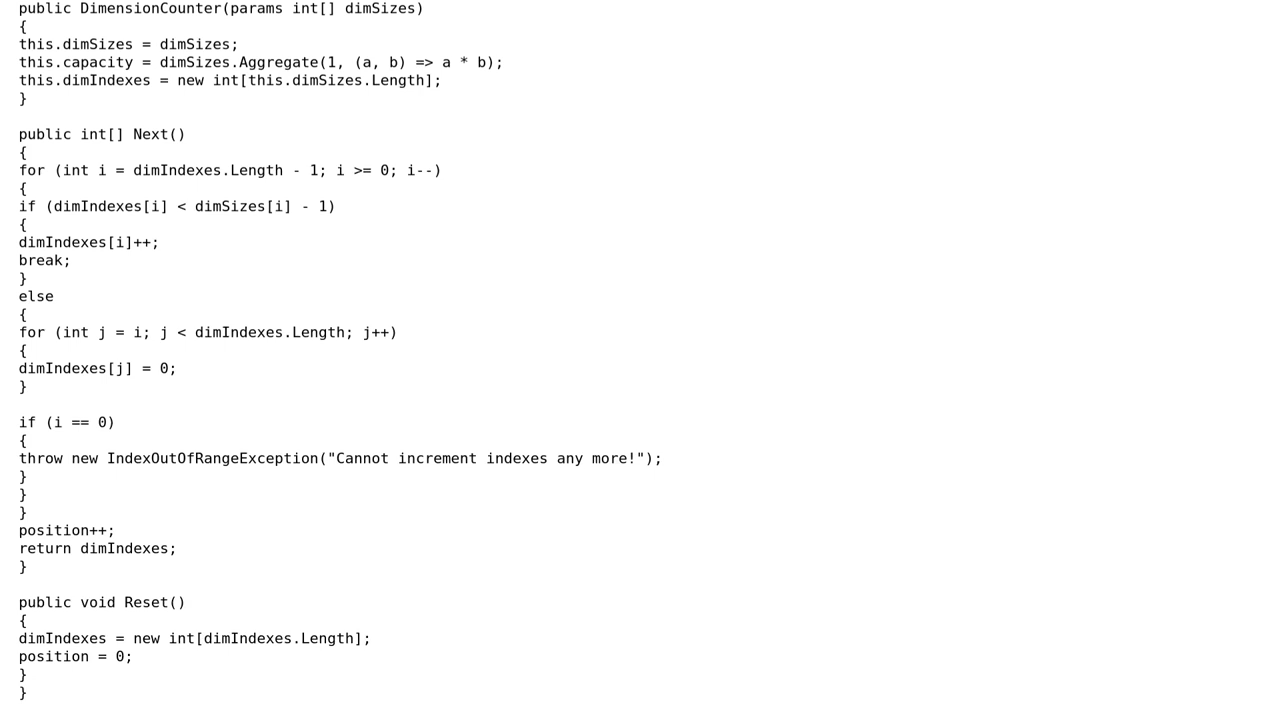 public DimensionCounter(params int[] dimSizes)
{
this.dimSizes = dimSizes;
this.capacity = dimSizes.Aggregate(1, (a, b) => a * b);
this.dimIndexes = new int[this.dimSizes.Length];
}

public int[] Next()
{
for (int i = dimIndexes.Length - 1; i >= 0; i--)
{
if (dimIndexes[i] < dimSizes[i] - 1)
{
dimIndexes[i]++;
break;
}
else
{
for (int j = i; j < dimIndexes.Length; j++)
{
dimIndexes[j] = 0;
}

if (i == 0)
{
throw new IndexOutOfRangeException("Cannot increment indexes any more!");
}
}
}
position++;
return dimIndexes;
}

public void Reset()
{
dimIndexes = new int[dimIndexes.Length];
position = 0;
}
}